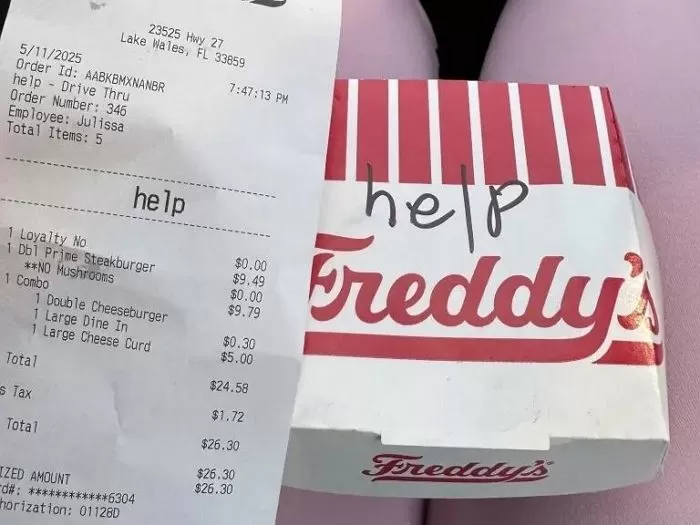 23525 Hwy 27
Lake Wales, FL 33859
5/11/2025 7:47:13 PM
Order Id: AABKBMXNANBR
help - Drive Thru
Order Number: 346
Employee: Julissa
Total Items: 5
help
1 Loyalty No $0.00
1 Dbl Prime Steakburger $9.49
**NO Mushrooms $0.00
1 Combo $9.79
1 Double Cheeseburger
1 Large Dine In $0.30
1 Large Cheese Curd $5.00
Total $24.58
s Tax $1.72
Total $26.30
IZED AMOUNT $26.30
rd#: ************6304 $26.30
horization: 01128D
help
Freddy's
Freddy's